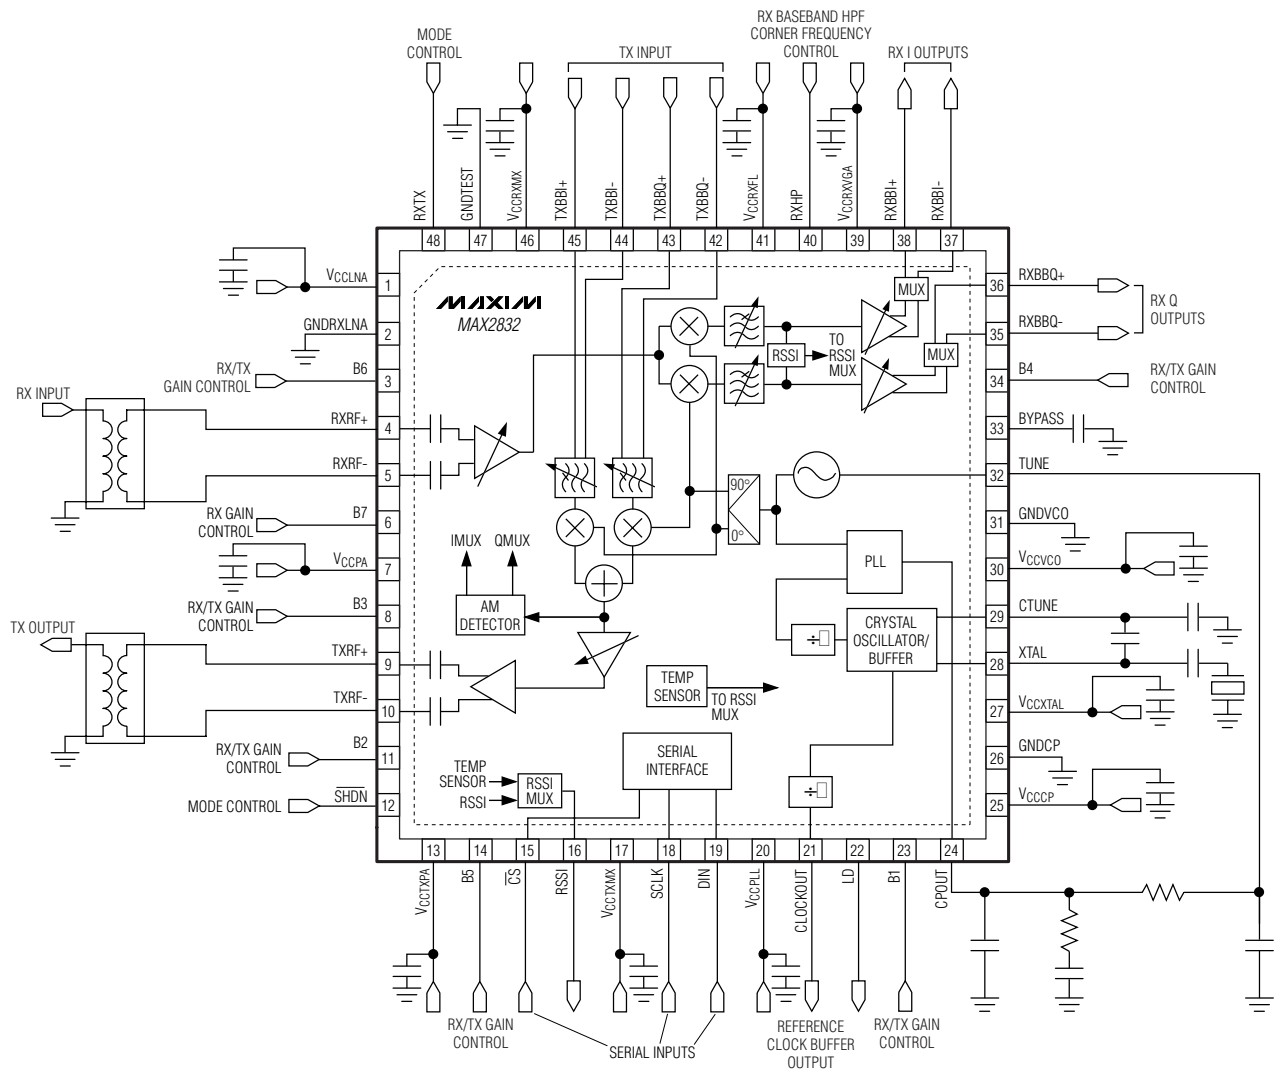 MODE
CONTROL
TX INPUT
RX BASEBAND HPF
CORNER FREQUENCY
CONTROL
RX I OUTPUTS
RXTX
GNDTEST
VCCRXMX
TXBBI+
TXBBI-
TXBBQ+
TXBBQ-
VCCRXFL
RXHP
VCCRXVGA
RXBBI+
RXBBI-
48
47
46
45
44
43
42
41
40
39
38
37
VCCLNA
1
GNDRXLNA
2
RX/TX
GAIN CONTROL
B6
3
RX INPUT
RXRF+
4
RXRF-
5
RX GAIN
CONTROL
B7
6
VCCPA
7
RX/TX GAIN
CONTROL
B3
8
TX OUTPUT
TXRF+
9
TXRF-
10
RX/TX GAIN
CONTROL
B2
11
MODE CONTROL
SHDN
12
MAXIM
MAX2832
MUX
MUX
RSSI
TO
RSSI
MUX
90°
0°
IMUX
QMUX
AM
DETECTOR
PLL
÷
CRYSTAL
OSCILLATOR/
BUFFER
TEMP
SENSOR
TO RSSI
MUX
SERIAL
INTERFACE
TEMP
SENSOR
RSSI
RSSI
MUX
÷
36
RXBBQ+
RX Q
OUTPUTS
35
RXBBQ-
34
B4
RX/TX GAIN
CONTROL
33
BYPASS
32
TUNE
31
GNDVCO
30
VCCVCO
29
CTUNE
28
XTAL
27
VCCXTAL
26
GNDCP
25
VCCCP
13
14
15
16
17
18
19
20
21
22
23
24
VCCTXPA
B5
CS
RSSI
VCCTXMX
SCLK
DIN
VCCPLL
CLOCKOUT
LD
B1
CPOUT
RX/TX GAIN
CONTROL
SERIAL INPUTS
REFERENCE
CLOCK BUFFER
OUTPUT
RX/TX GAIN
CONTROL